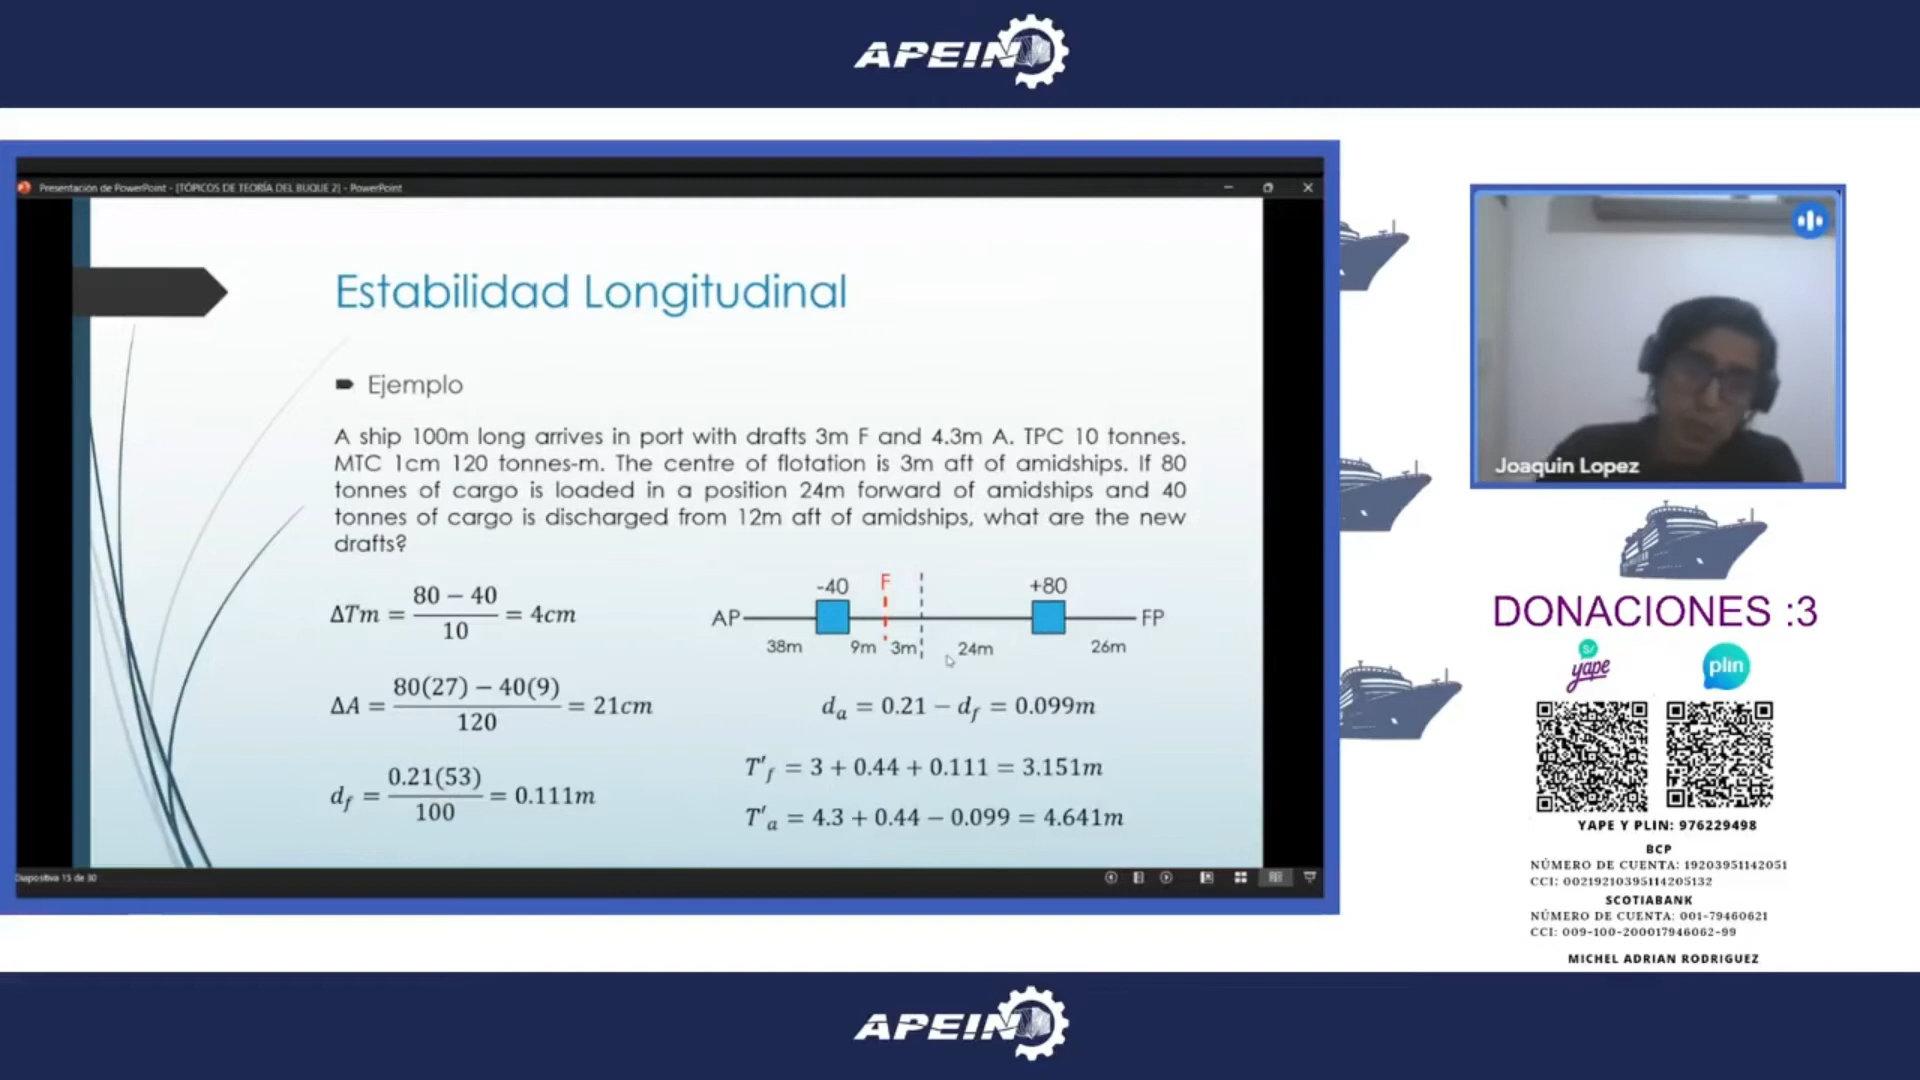 APEIN
Presentación de PowerPoint - [TÓPICOS DE TEORÍA DEL BUQUE 2] - PowerPoint
Estabilidad Longitudinal
Ejemplo
A ship 100m long arrives in port with drafts 3m F and 4.3m A. TPC 10 tonnes.
MTC 1cm 120 tonnes-m. The centre of flotation is 3m aft of amidships. If 80
tonnes of cargo is loaded in a position 24m forward of amidships and 40
tonnes of cargo is discharged from 12m aft of amidships, what are the new
drafts?
ΔTm = (80 − 40)/10 = 4cm
ΔA = (80(27) − 40(9))/120 = 21cm
d_f = 0.21(53)/100 = 0.111m
-40 F +80
AP FP
38m 9m 3m 24m 26m
d_a = 0.21 − d_f = 0.099m
T'_f = 3 + 0.44 + 0.111 = 3.151m
T'_a = 4.3 + 0.44 − 0.099 = 4.641m
Diapositiva 15 de 30
Joaquin Lopez
DONACIONES :3
S/ yape
plin
YAPE Y PLIN: 976229498
BCP
NÚMERO DE CUENTA: 19203951142051
CCI: 00219210395114205132
SCOTIABANK
NÚMERO DE CUENTA: 001-79460621
CCI: 009-100-200017946062-99
MICHEL ADRIAN RODRIGUEZ
APEIN